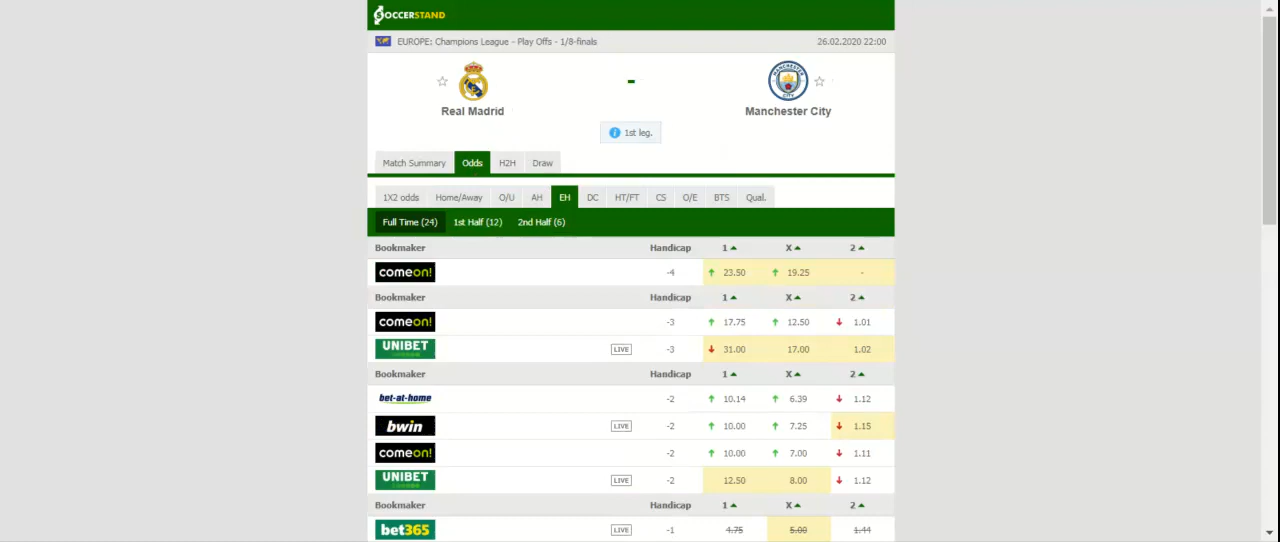 SOCCERSTAND
EUROPE: Champions League - Play Offs - 1/8-finals 26.02.2020 22:00
-
Real Madrid Manchester City
1st leg.
Match Summary Odds H2H Draw
1X2 odds Home/Away O/U AH EH DC HT/FT CS O/E BTS Qual.
Full Time (24) 1st Half (12) 2nd Half (6)
Bookmaker Handicap 1 X 2
comeon! -4 23.50 19.25 -
Bookmaker Handicap 1 X 2
comeon! -3 17.75 12.50 1.01
UNIBET LIVE -3 31.00 17.00 1.02
Bookmaker Handicap 1 X 2
bet-at-home -2 10.14 6.39 1.12
bwin LIVE -2 10.00 7.25 1.15
comeon! -2 10.00 7.00 1.11
UNIBET LIVE -2 12.50 8.00 1.12
Bookmaker Handicap 1 X 2
bet365 LIVE -1 4.75 5.00 1.44